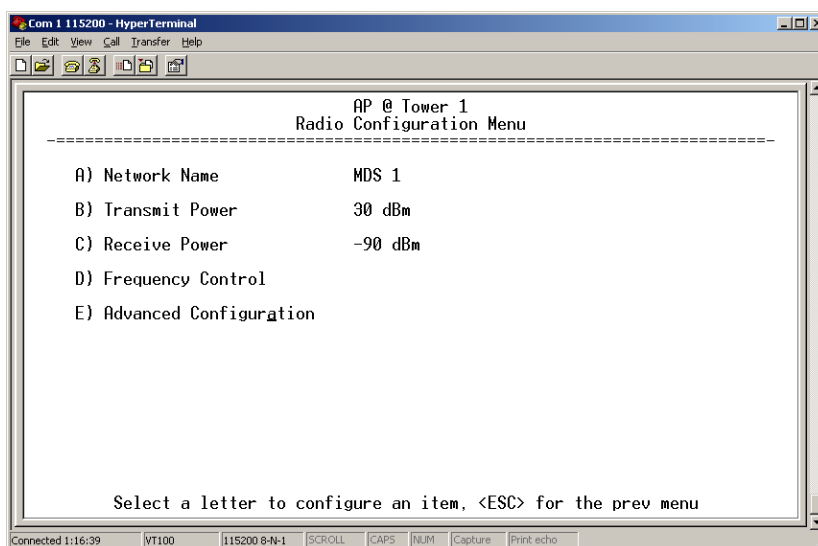 Com 1 115200 - HyperTerminal
File Edit View Call Transfer Help
AP @ Tower 1
Radio Configuration Menu
-==========================================================================-
A) Network Name MDS 1
B) Transmit Power 30 dBm
C) Receive Power -90 dBm
D) Frequency Control
E) Advanced Configuration
Select a letter to configure an item, <ESC> for the prev menu
Connected 1:16:39 VT100 115200 8-N-1 SCROLL CAPS NUM Capture Print echo